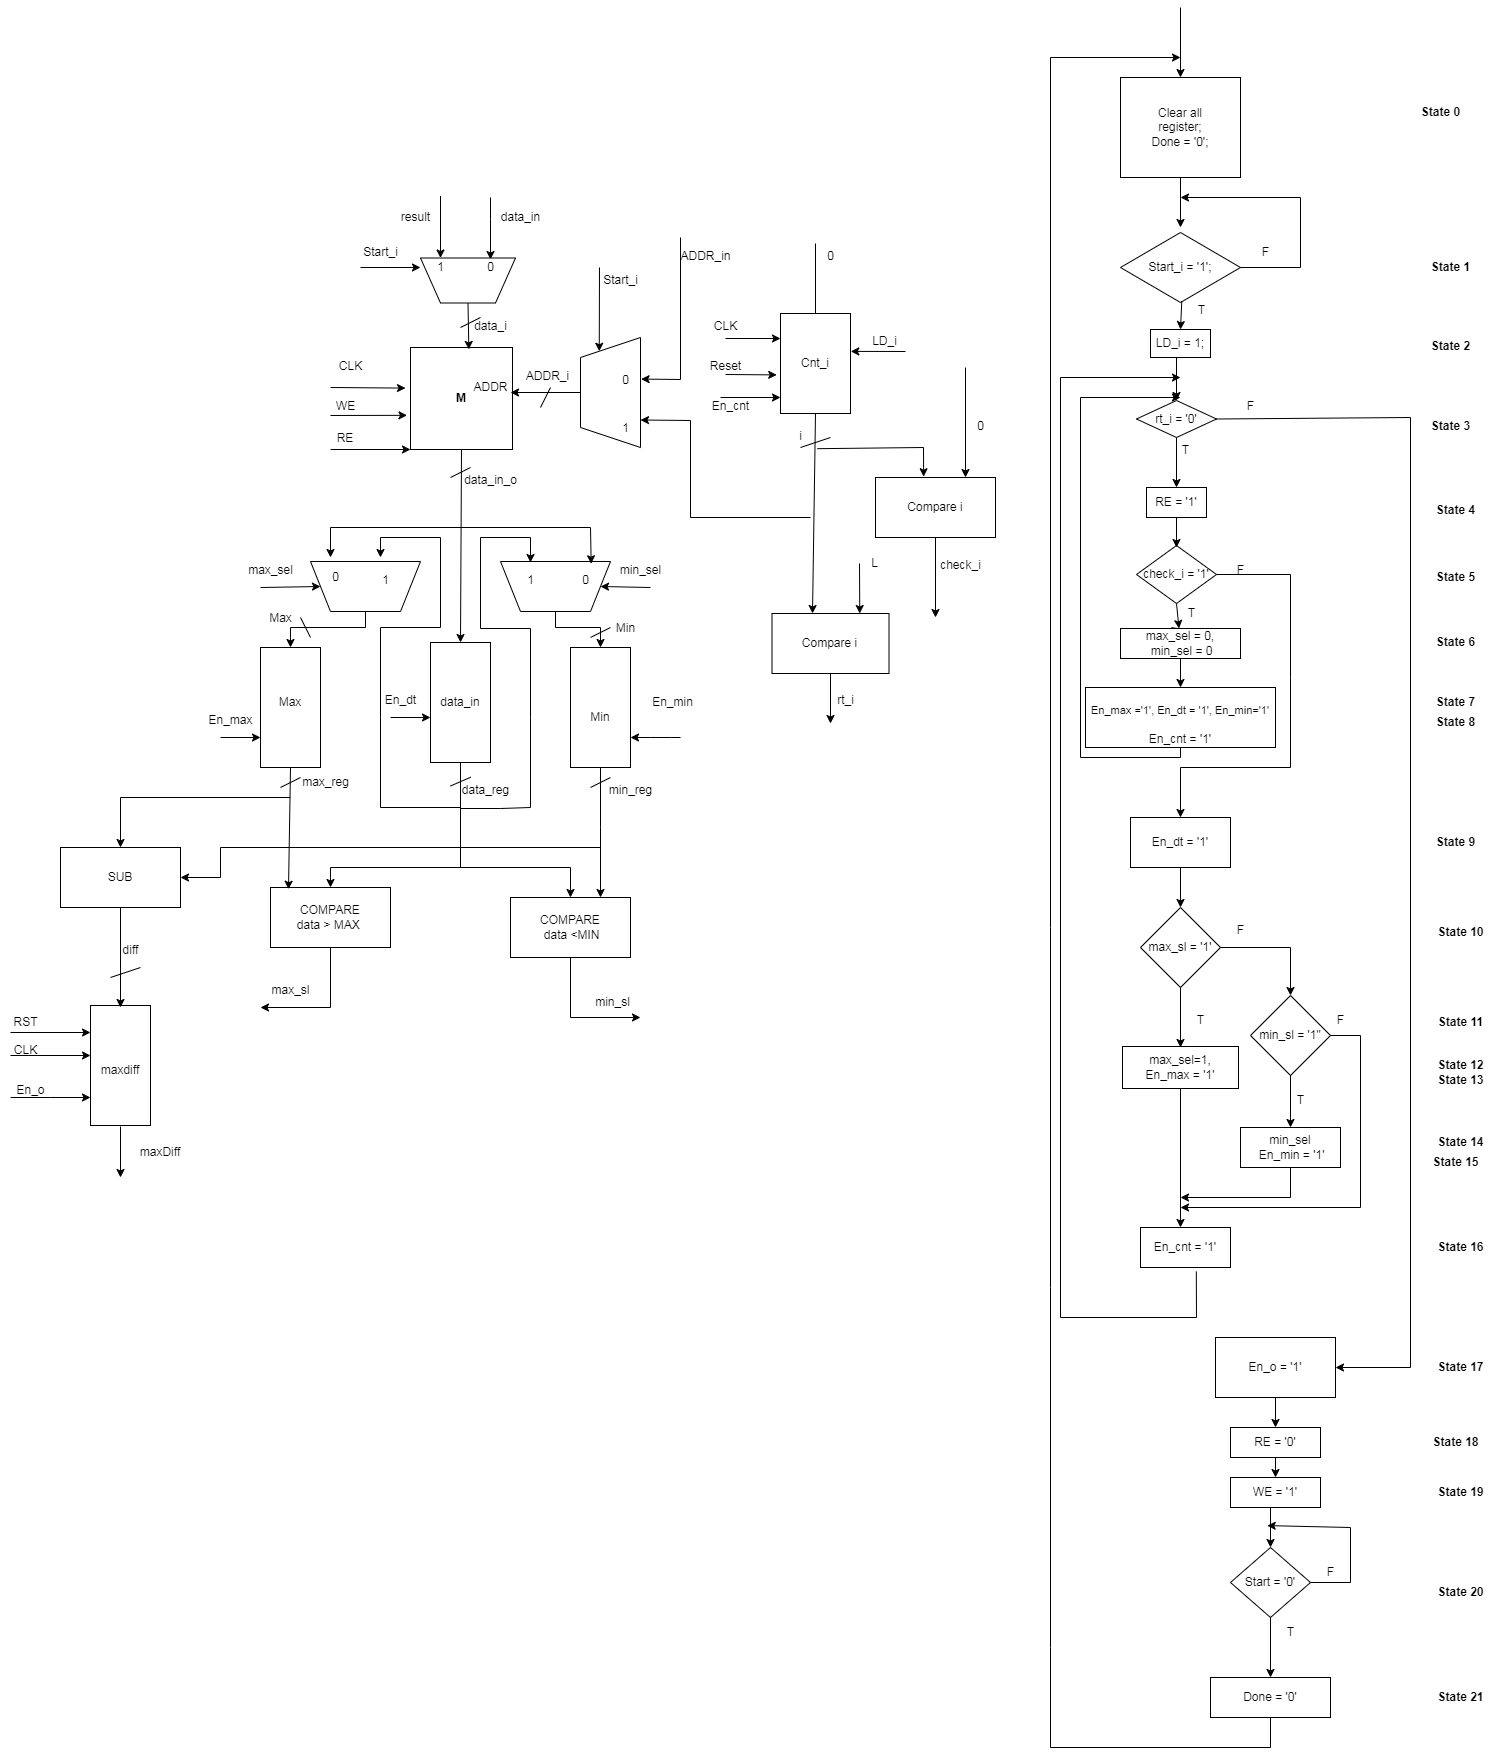 result
data_in
Start_i
1
0
data_i
CLK
WE
RE
M
ADDR
ADDR_i
data_in_o
Start_i
ADDR_in
0
1
0
CLK
Reset
En_cnt
Cnt_i
LD_i
i
0
Compare i
check_i
L
Compare i
rt_i
max_sel
0
1
1
0
min_sel
Max
Min
Max
En_max
En_dt
data_in
Min
En_min
max_reg
data_reg
min_reg
SUB
COMPARE
data > MAX
COMPARE
data <MIN
diff
max_sl
min_sl
RST
CLK
En_o
maxdiff
maxDiff
Clear all
register;
Done = '0';
State 0
Start_i = '1';
F
State 1
T
LD_i = 1;
State 2
rt_i = '0'
F
State 3
T
RE = '1'
State 4
check_i = '1'
F
State 5
T
max_sel = 0,
min_sel = 0
State 6
En_max ='1', En_dt = '1', En_min='1'
En_cnt = '1'
State 7
State 8
En_dt = '1'
State 9
max_sl = '1'
F
State 10
T
min_sl = '1"
F
State 11
max_sel=1,
En_max = '1'
State 12
State 13
T
min_sel
En_min = '1'
State 14
State 15
En_cnt = '1'
State 16
En_o = '1'
State 17
RE = '0'
State 18
WE = '1'
State 19
Start = '0'
F
State 20
T
Done = '0'
State 21